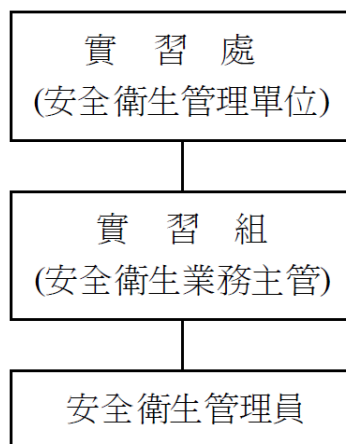 實 習 處
(安全衛生管理單位)
實 習 組
(安全衛生業務主管)
安全衛生管理員